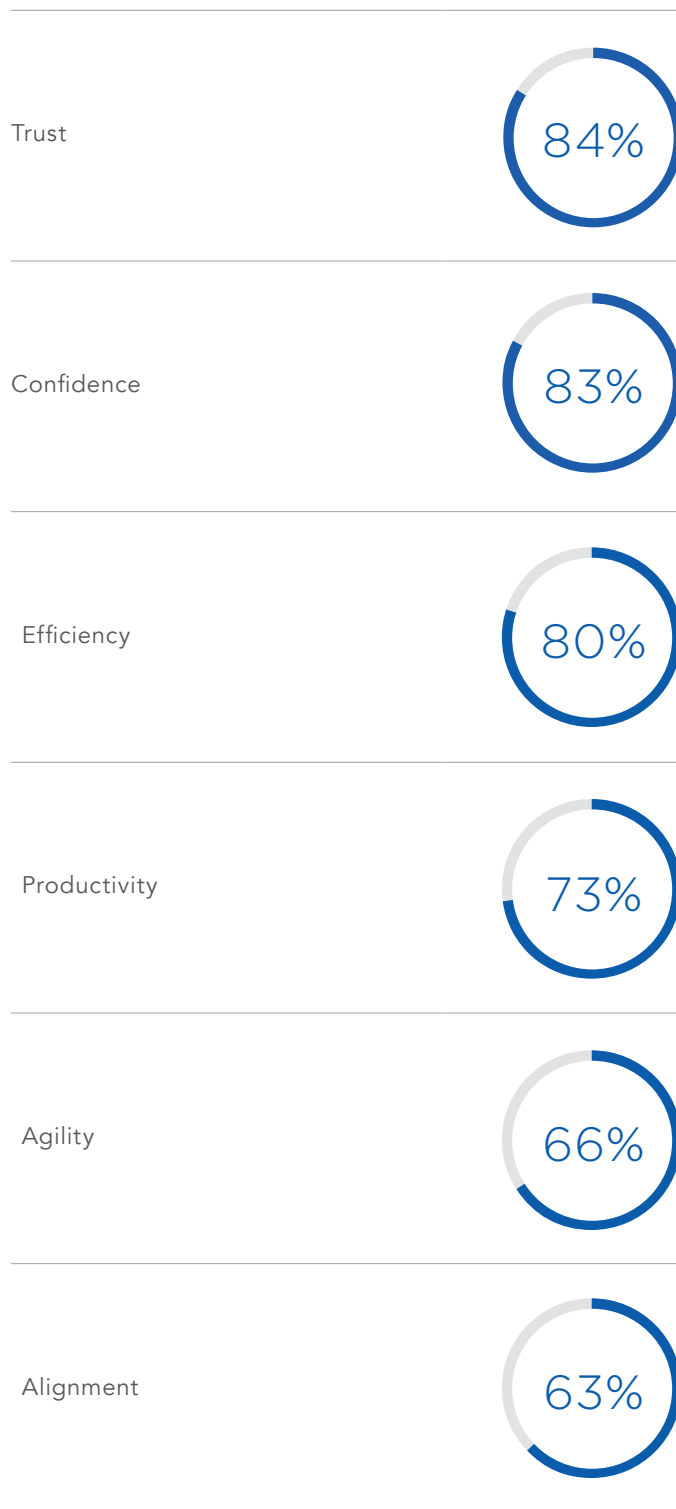 Trust
84%
Confidence
83%
Efficiency
80%
Productivity
73%
Agility
66%
Alignment
63%